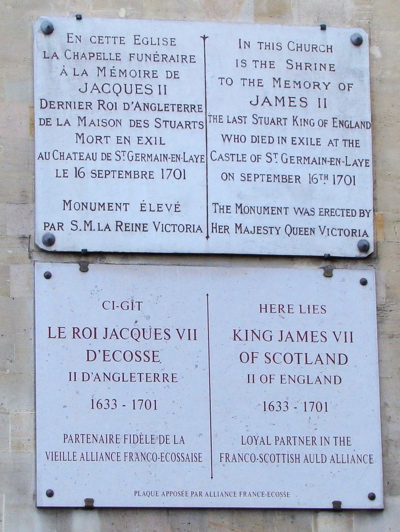 EN CETTE EGLISE
LA CHAPELLE FUNÉRAIRE
À LA MÉMOIRE DE
JACQUES II
DERNIER ROI D'ANGLETERRE
DE LA MAISON DES STUARTS
MORT EN EXIL
AU CHATEAU DE ST GERMAIN-EN-LAYE
LE 16 SEPTEMBRE 1701
MONUMENT ÉLEVÉ
PAR S.M. LA REINE VICTORIA
IN THIS CHURCH
IS THE SHRINE
TO THE MEMORY OF
JAMES II
THE LAST STUART KING OF ENGLAND
WHO DIED IN EXILE AT THE
CASTLE OF ST GERMAIN-EN-LAYE
ON SEPTEMBER 16TH 1701
THE MONUMENT WAS ERECTED BY
HER MAJESTY QUEEN VICTORIA
CI-GÎT
LE ROI JACQUES VII
D'ECOSSE
II D'ANGLETERRE
1633 - 1701
PARTENAIRE FIDÈLE DE LA
VIEILLE ALLIANCE FRANCO-ECOSSAISE
HERE LIES
KING JAMES VII
OF SCOTLAND
II OF ENGLAND
1633 - 1701
LOYAL PARTNER IN THE
FRANCO-SCOTTISH AULD ALLIANCE
PLAQUE APPOSÉE PAR ALLIANCE FRANCE-ECOSSE